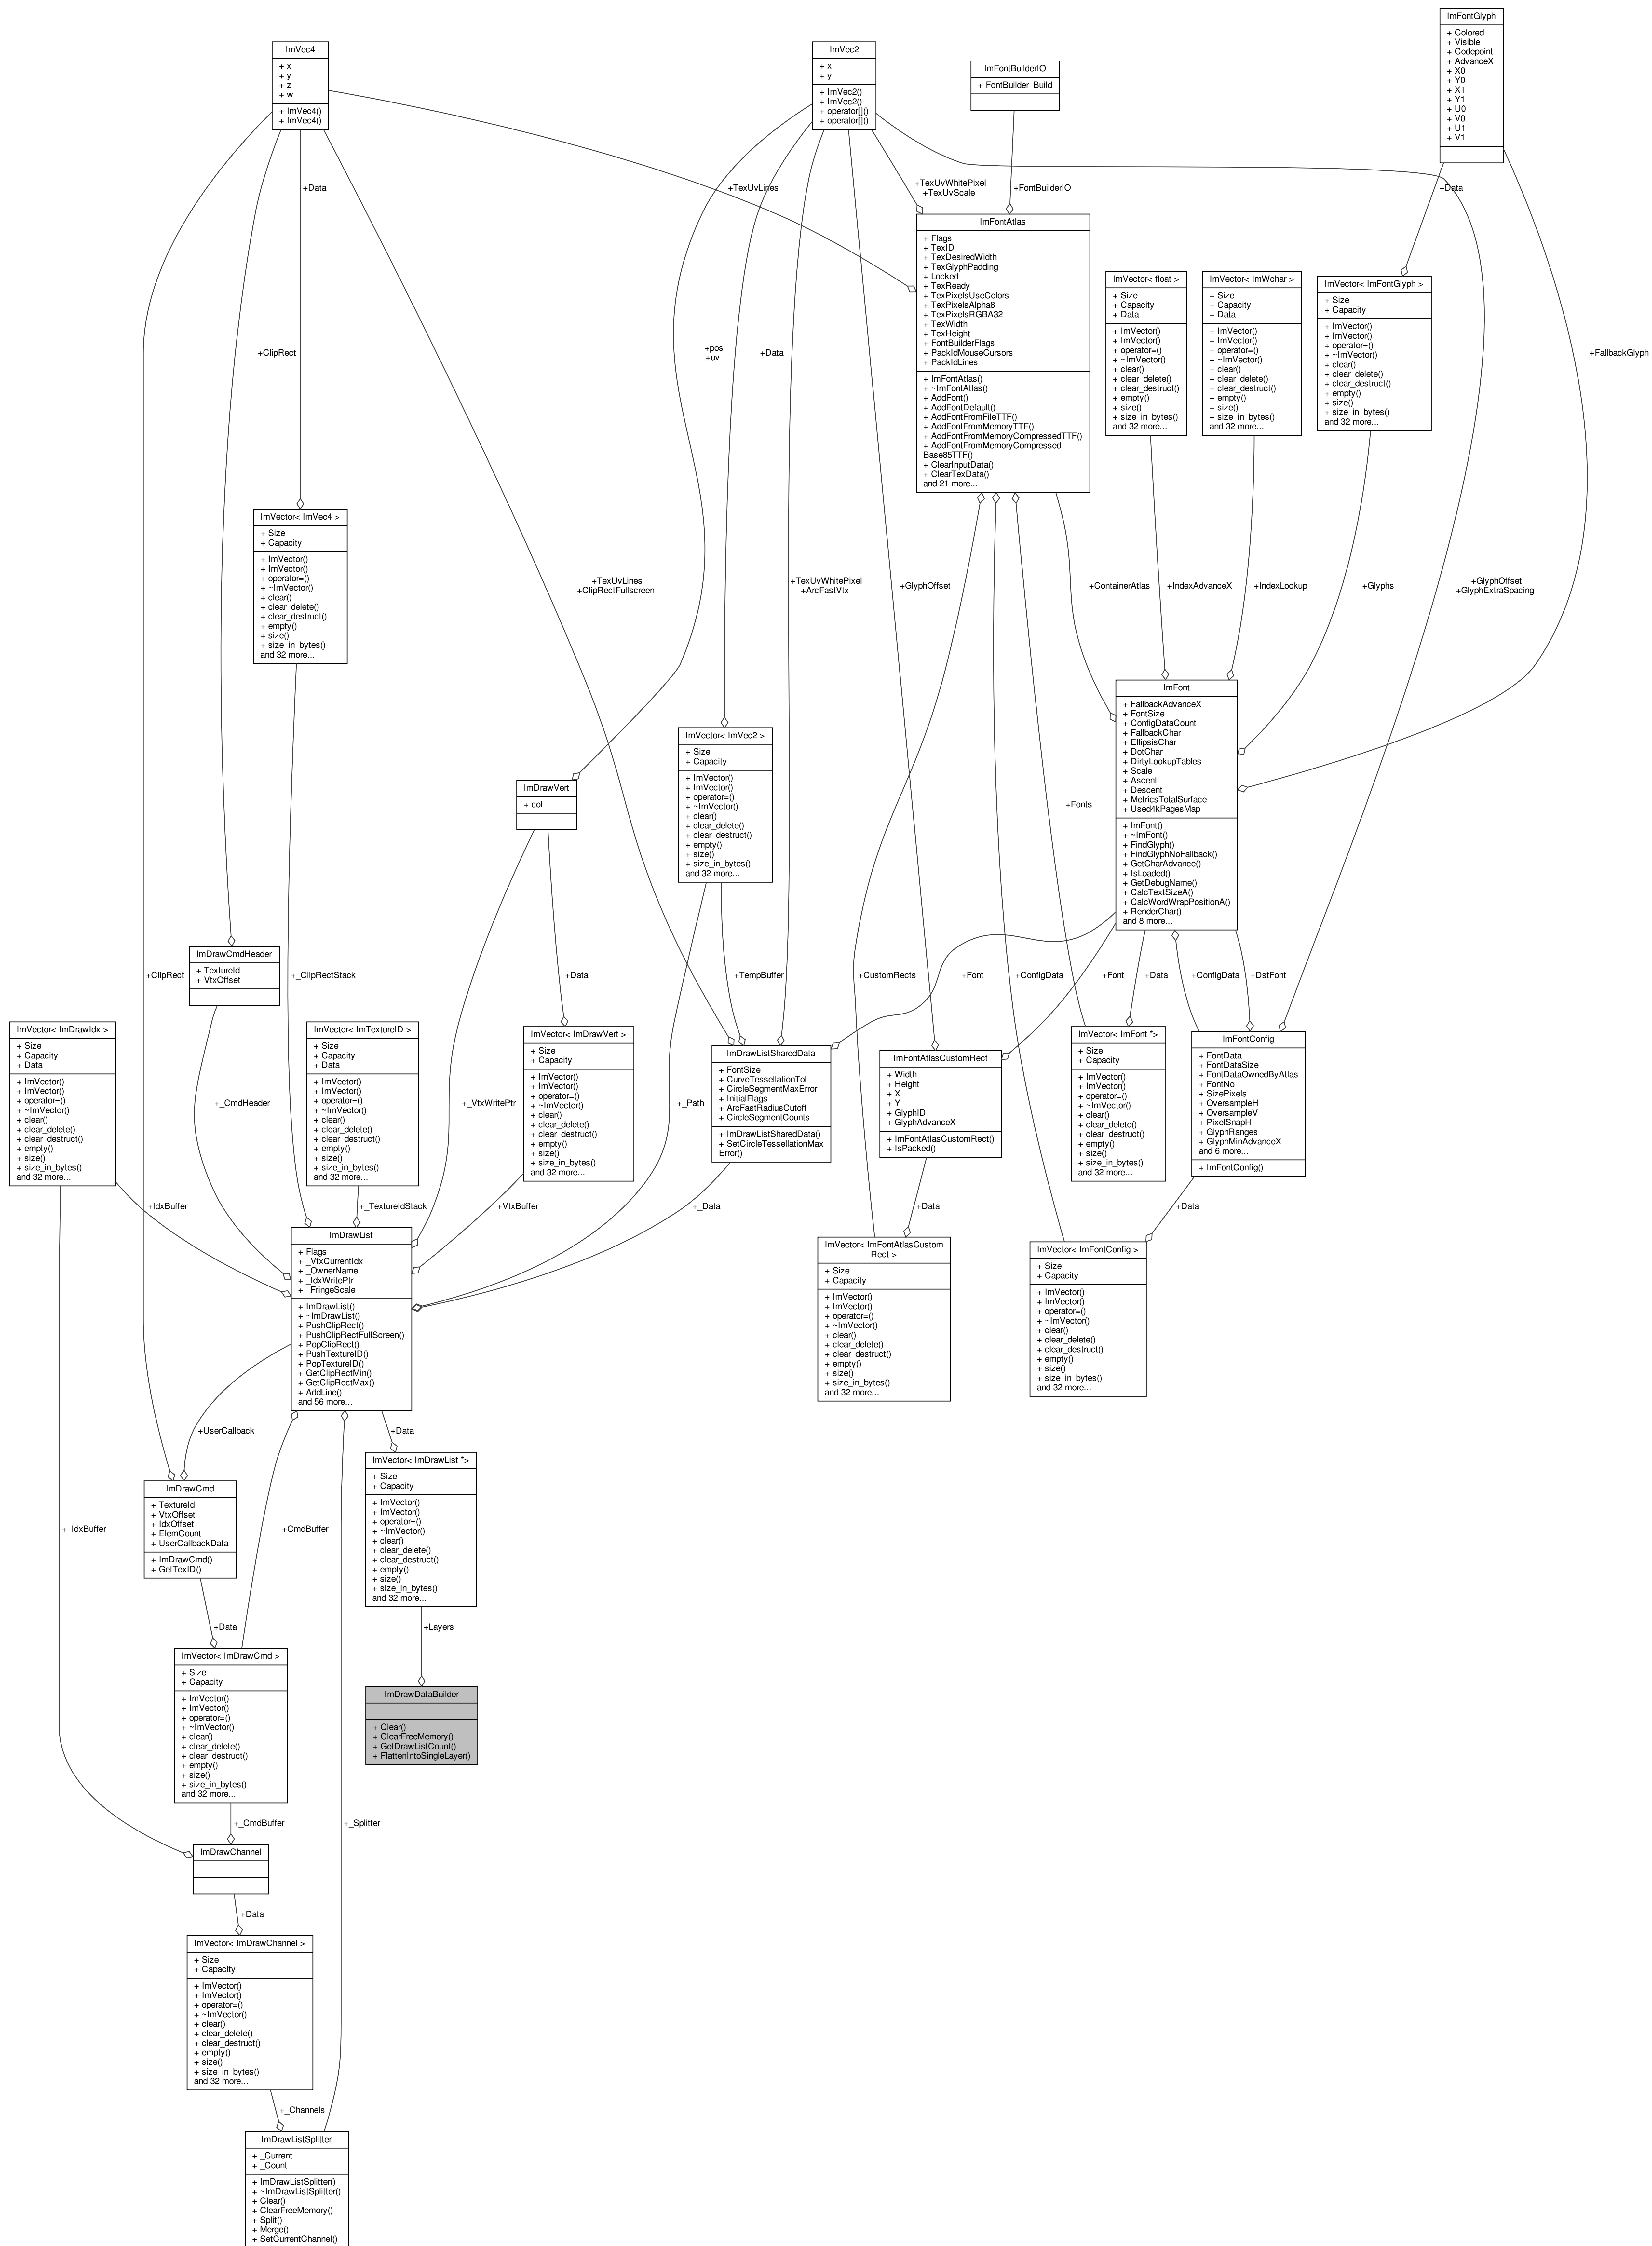 ImFontGlyph
+ Colored
+ Visible
+ Codepoint
+ AdvanceX
+ X0
+ Y0
+ X1
+ Y1
+ U0
+ V0
+ U1
+ V1
ImVec4
+ x
+ y
+ z
+ w
+ ImVec4()
+ ImVec4()
ImVec2
+ x
+ y
+ ImVec2()
+ ImVec2()
+ operator[]()
+ operator[]()
ImFontBuilderIO
+ FontBuilder_Build
+Data
+TexUvLines
+TexUvWhitePixel
+TexUvScale
+FontBuilderIO
+Data
ImFontAtlas
+ Flags
+ TexID
+ TexDesiredWidth
+ TexGlyphPadding
+ Locked
+ TexReady
+ TexPixelsUseColors
+ TexPixelsAlpha8
+ TexPixelsRGBA32
+ TexWidth
+ TexHeight
+ FontBuilderFlags
+ PackIdMouseCursors
+ PackIdLines
+ ImFontAtlas()
+ ~ImFontAtlas()
+ AddFont()
+ AddFontDefault()
+ AddFontFromFileTTF()
+ AddFontFromMemoryTTF()
+ AddFontFromMemoryCompressedTTF()
+ AddFontFromMemoryCompressed
Base85TTF()
+ ClearInputData()
+ ClearTexData()
and 21 more...
ImVector< float >
+ Size
+ Capacity
+ Data
+ ImVector()
+ ImVector()
+ operator=()
+ ~ImVector()
+ clear()
+ clear_delete()
+ clear_destruct()
+ empty()
+ size()
+ size_in_bytes()
and 32 more...
ImVector< ImWchar >
+ Size
+ Capacity
+ Data
+ ImVector()
+ ImVector()
+ operator=()
+ ~ImVector()
+ clear()
+ clear_delete()
+ clear_destruct()
+ empty()
+ size()
+ size_in_bytes()
and 32 more...
ImVector< ImFontGlyph >
+ Size
+ Capacity
+ ImVector()
+ ImVector()
+ operator=()
+ ~ImVector()
+ clear()
+ clear_delete()
+ clear_destruct()
+ empty()
+ size()
+ size_in_bytes()
and 32 more...
+ClipRect
+pos
+uv
+Data
+FallbackGlyph
ImVector< ImVec4 >
+ Size
+ Capacity
+ ImVector()
+ ImVector()
+ operator=()
+ ~ImVector()
+ clear()
+ clear_delete()
+ clear_destruct()
+ empty()
+ size()
+ size_in_bytes()
and 32 more...
+TexUvLines
+ClipRectFullscreen
+TexUvWhitePixel
+ArcFastVtx
+GlyphOffset
+ContainerAtlas
+IndexAdvanceX
+IndexLookup
+Glyphs
+GlyphOffset
+GlyphExtraSpacing
ImVector< ImVec2 >
+ Size
+ Capacity
+ ImVector()
+ ImVector()
+ operator=()
+ ~ImVector()
+ clear()
+ clear_delete()
+ clear_destruct()
+ empty()
+ size()
+ size_in_bytes()
and 32 more...
ImDrawVert
+ col
+Fonts
ImFont
+ FallbackAdvanceX
+ FontSize
+ ConfigDataCount
+ FallbackChar
+ EllipsisChar
+ DotChar
+ DirtyLookupTables
+ Scale
+ Ascent
+ Descent
+ MetricsTotalSurface
+ Used4kPagesMap
+ ImFont()
+ ~ImFont()
+ FindGlyph()
+ FindGlyphNoFallback()
+ GetCharAdvance()
+ IsLoaded()
+ GetDebugName()
+ CalcTextSizeA()
+ CalcWordWrapPositionA()
+ RenderChar()
and 8 more...
ImDrawCmdHeader
+ TextureId
+ VtxOffset
+ClipRect
+_ClipRectStack
+Data
+TempBuffer
+CustomRects
+Font
+ConfigData
+Font
+Data
+ConfigData
+DstFont
ImVector< ImDrawIdx >
+ Size
+ Capacity
+ Data
+ ImVector()
+ ImVector()
+ operator=()
+ ~ImVector()
+ clear()
+ clear_delete()
+ clear_destruct()
+ empty()
+ size()
+ size_in_bytes()
and 32 more...
+_CmdHeader
ImVector< ImTextureID >
+ Size
+ Capacity
+ Data
+ ImVector()
+ ImVector()
+ operator=()
+ ~ImVector()
+ clear()
+ clear_delete()
+ clear_destruct()
+ empty()
+ size()
+ size_in_bytes()
and 32 more...
+_VtxWritePtr
ImVector< ImDrawVert >
+ Size
+ Capacity
+ ImVector()
+ ImVector()
+ operator=()
+ ~ImVector()
+ clear()
+ clear_delete()
+ clear_destruct()
+ empty()
+ size()
+ size_in_bytes()
and 32 more...
+_Path
ImDrawListSharedData
+ FontSize
+ CurveTessellationTol
+ CircleSegmentMaxError
+ InitialFlags
+ ArcFastRadiusCutoff
+ CircleSegmentCounts
+ ImDrawListSharedData()
+ SetCircleTessellationMax
Error()
ImFontAtlasCustomRect
+ Width
+ Height
+ X
+ Y
+ GlyphID
+ GlyphAdvanceX
+ ImFontAtlasCustomRect()
+ IsPacked()
ImVector< ImFont *>
+ Size
+ Capacity
+ ImVector()
+ ImVector()
+ operator=()
+ ~ImVector()
+ clear()
+ clear_delete()
+ clear_destruct()
+ empty()
+ size()
+ size_in_bytes()
and 32 more...
ImFontConfig
+ FontData
+ FontDataSize
+ FontDataOwnedByAtlas
+ FontNo
+ SizePixels
+ OversampleH
+ OversampleV
+ PixelSnapH
+ GlyphRanges
+ GlyphMinAdvanceX
and 6 more...
+ ImFontConfig()
+IdxBuffer
+_TextureIdStack
+VtxBuffer
+_Data
+Data
+Data
ImDrawList
+ Flags
+ _VtxCurrentIdx
+ _OwnerName
+ _IdxWritePtr
+ _FringeScale
+ ImDrawList()
+ ~ImDrawList()
+ PushClipRect()
+ PushClipRectFullScreen()
+ PopClipRect()
+ PushTextureID()
+ PopTextureID()
+ GetClipRectMin()
+ GetClipRectMax()
+ AddLine()
and 56 more...
ImVector< ImFontAtlasCustom
Rect >
+ Size
+ Capacity
+ ImVector()
+ ImVector()
+ operator=()
+ ~ImVector()
+ clear()
+ clear_delete()
+ clear_destruct()
+ empty()
+ size()
+ size_in_bytes()
and 32 more...
ImVector< ImFontConfig >
+ Size
+ Capacity
+ ImVector()
+ ImVector()
+ operator=()
+ ~ImVector()
+ clear()
+ clear_delete()
+ clear_destruct()
+ empty()
+ size()
+ size_in_bytes()
and 32 more...
+UserCallback
+Data
ImDrawCmd
+ TextureId
+ VtxOffset
+ IdxOffset
+ ElemCount
+ UserCallbackData
+ ImDrawCmd()
+ GetTexID()
+_IdxBuffer
+CmdBuffer
ImVector< ImDrawList *>
+ Size
+ Capacity
+ ImVector()
+ ImVector()
+ operator=()
+ ~ImVector()
+ clear()
+ clear_delete()
+ clear_destruct()
+ empty()
+ size()
+ size_in_bytes()
and 32 more...
+Data
+Layers
ImVector< ImDrawCmd >
+ Size
+ Capacity
+ ImVector()
+ ImVector()
+ operator=()
+ ~ImVector()
+ clear()
+ clear_delete()
+ clear_destruct()
+ empty()
+ size()
+ size_in_bytes()
and 32 more...
ImDrawDataBuilder
+ Clear()
+ ClearFreeMemory()
+ GetDrawListCount()
+ FlattenIntoSingleLayer()
+_CmdBuffer
+_Splitter
ImDrawChannel
+Data
ImVector< ImDrawChannel >
+ Size
+ Capacity
+ ImVector()
+ ImVector()
+ operator=()
+ ~ImVector()
+ clear()
+ clear_delete()
+ clear_destruct()
+ empty()
+ size()
+ size_in_bytes()
and 32 more...
+_Channels
ImDrawListSplitter
+ _Current
+ _Count
+ ImDrawListSplitter()
+ ~ImDrawListSplitter()
+ Clear()
+ ClearFreeMemory()
+ Split()
+ Merge()
+ SetCurrentChannel()